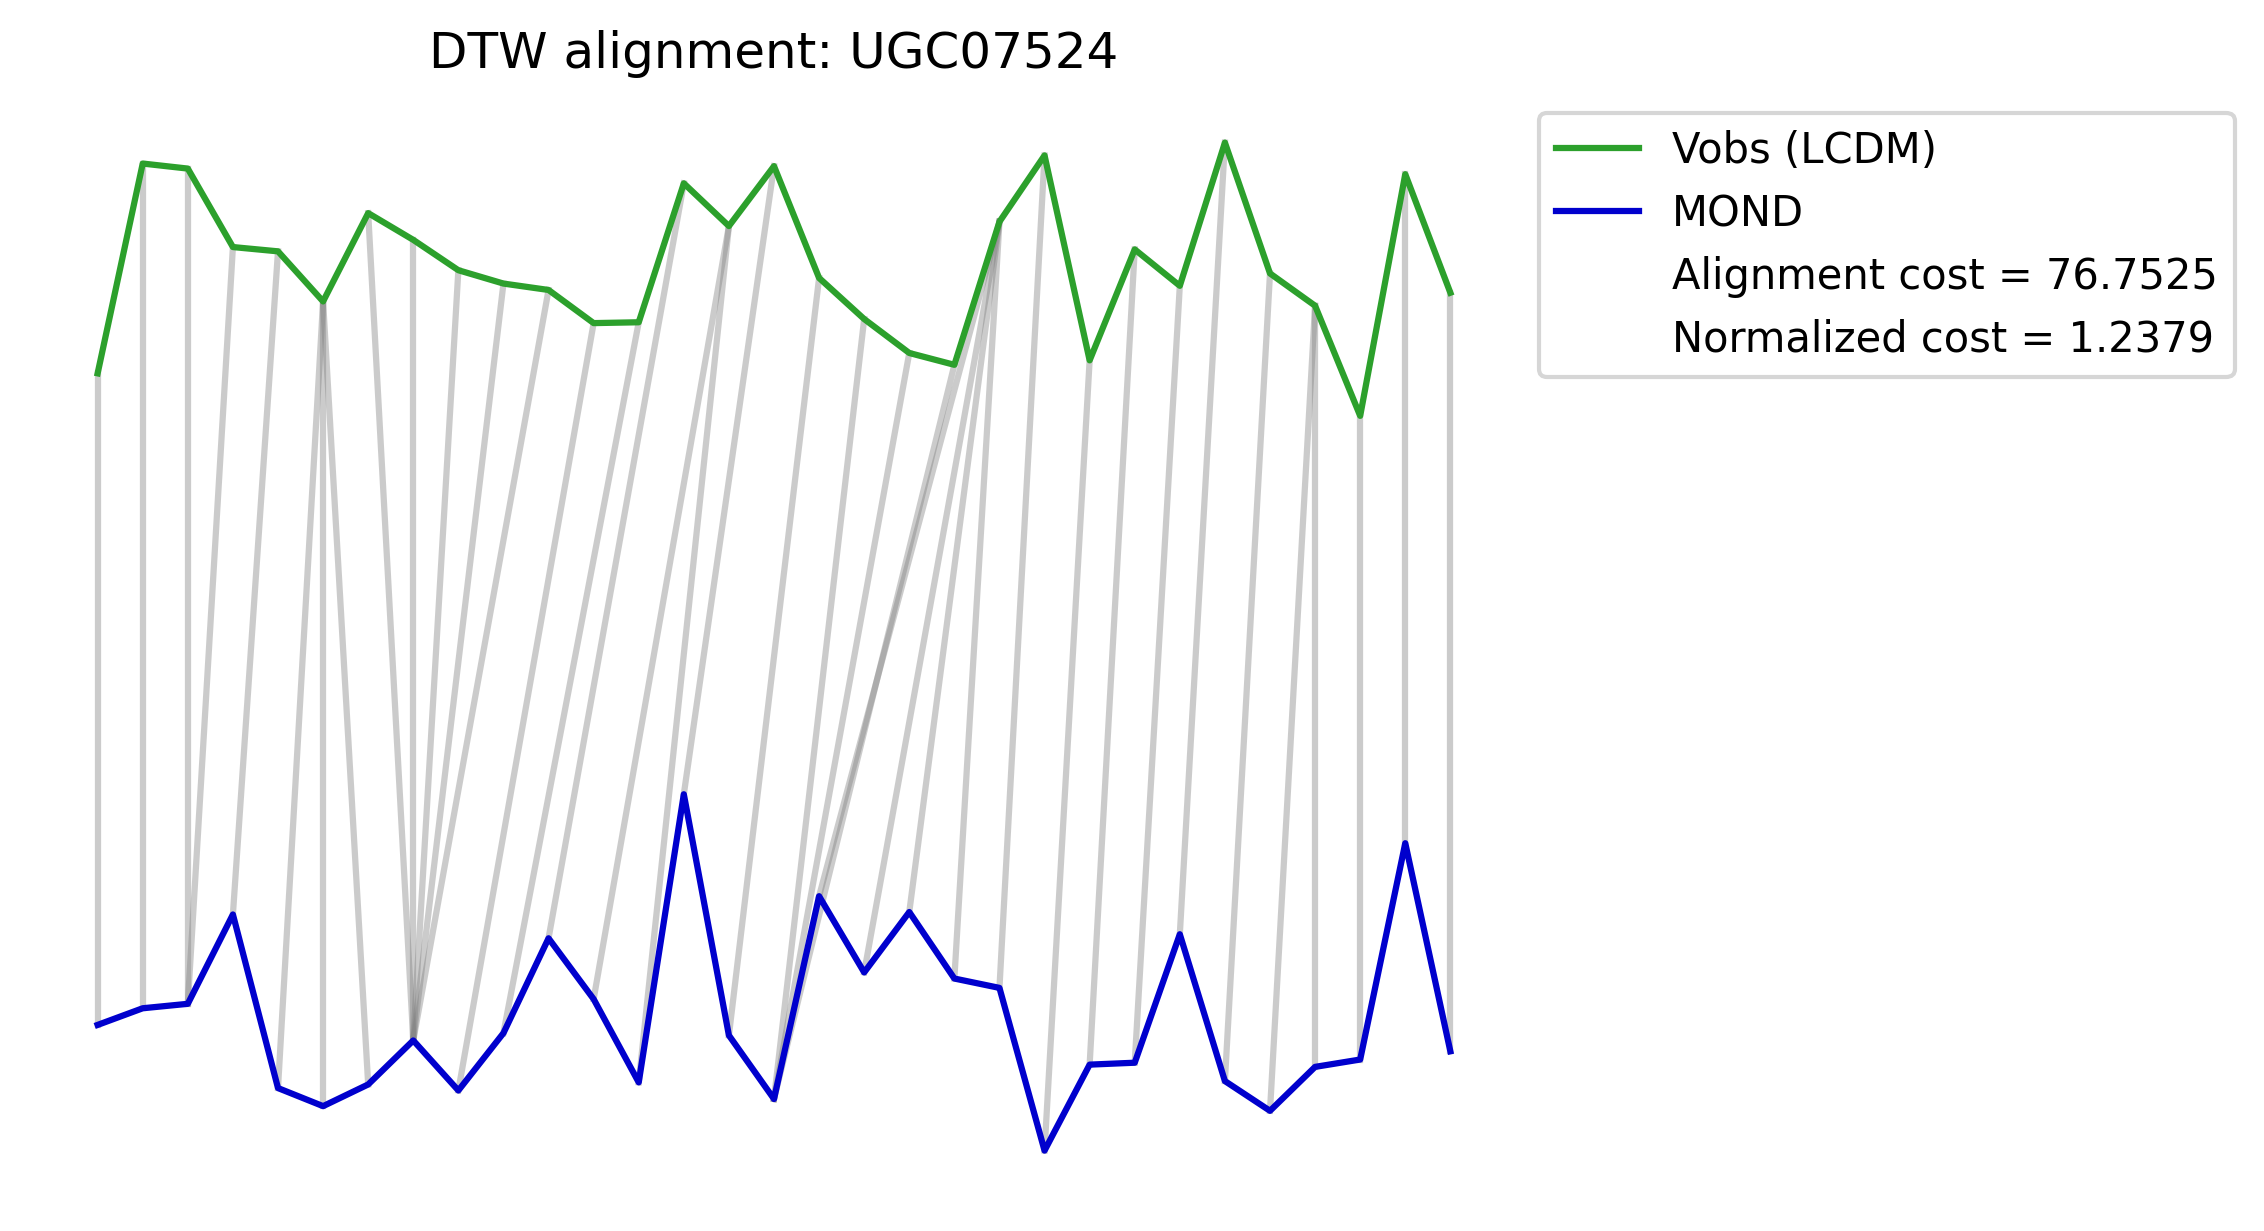 DTW alignment: UGC07524
Vobs (LCDM)
MOND
Alignment cost = 76.7525
Normalized cost = 1.2379